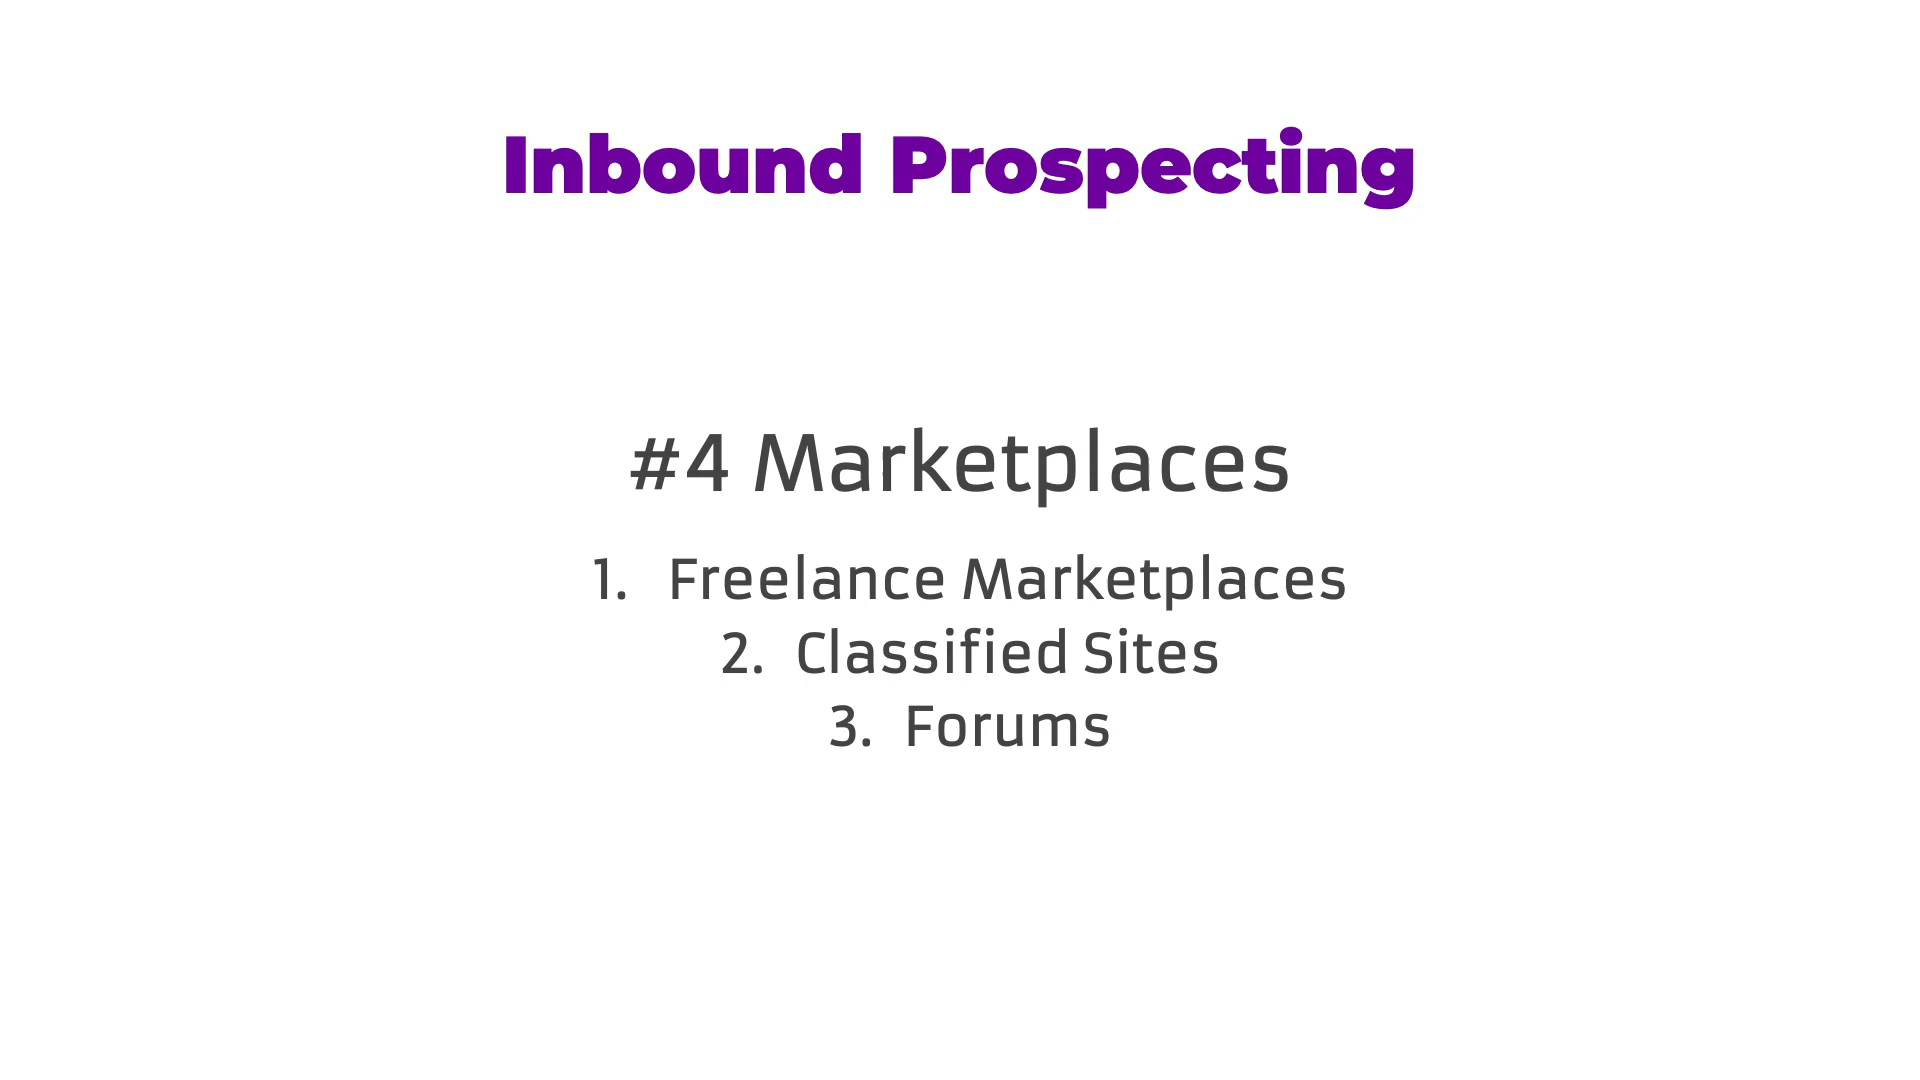 Inbound Prospecting
#4 Marketplaces
1. Freelance Marketplaces
2. Classified Sites
3. Forums